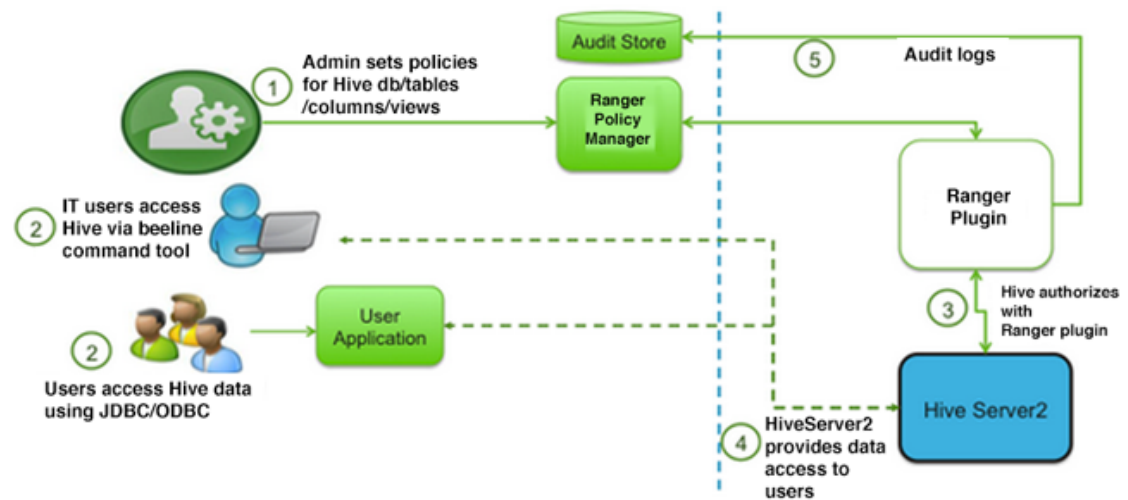 Audit Store
5
Audit logs
1
Admin sets policies
for Hive db/tables
/columns/views
Ranger
Policy
Manager
2
IT users access
Hive via beeline
command tool
Ranger
Plugin
3
Hive authorizes
with
Ranger plugin
User
Application
2
Users access Hive data
using JDBC/ODBC
4
HiveServer2
provides data
access to
users
Hive Server2